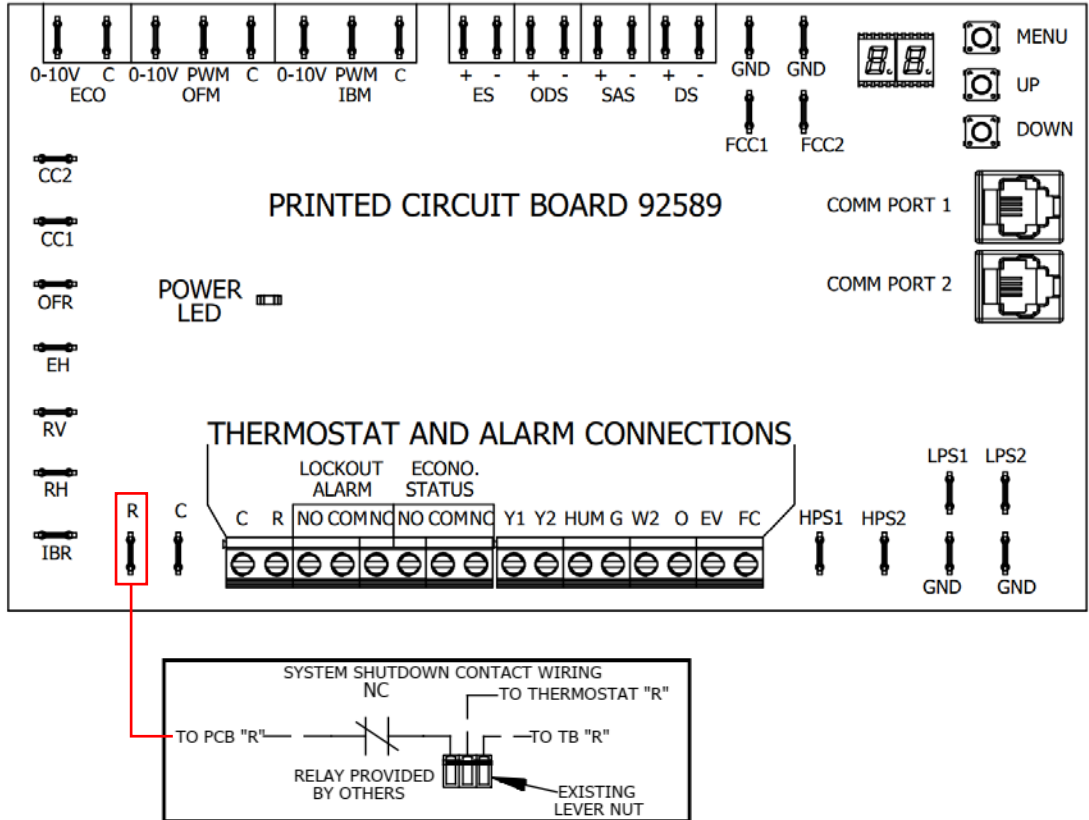 0-10V C 0-10V PWM C 0-10V PWM C + - + - + - + - GND GND
ECO OFM IBM ES ODS SAS DS
FCC1 FCC2
8.8.
MENU
UP
DOWN
CC2
CC1
OFR
EH
RV
RH
IBR
PRINTED CIRCUIT BOARD 92589
COMM PORT 1
COMM PORT 2
POWER
LED
THERMOSTAT AND ALARM CONNECTIONS
LOCKOUT ECONO.
ALARM STATUS
R C C R NO COM NC NO COM NC Y1 Y2 HUM G W2 O EV FC
LPS1 LPS2
HPS1 HPS2
GND GND
SYSTEM SHUTDOWN CONTACT WIRING
NC
TO THERMOSTAT "R"
TO PCB "R"
TO TB "R"
RELAY PROVIDED
BY OTHERS
EXISTING
LEVER NUT